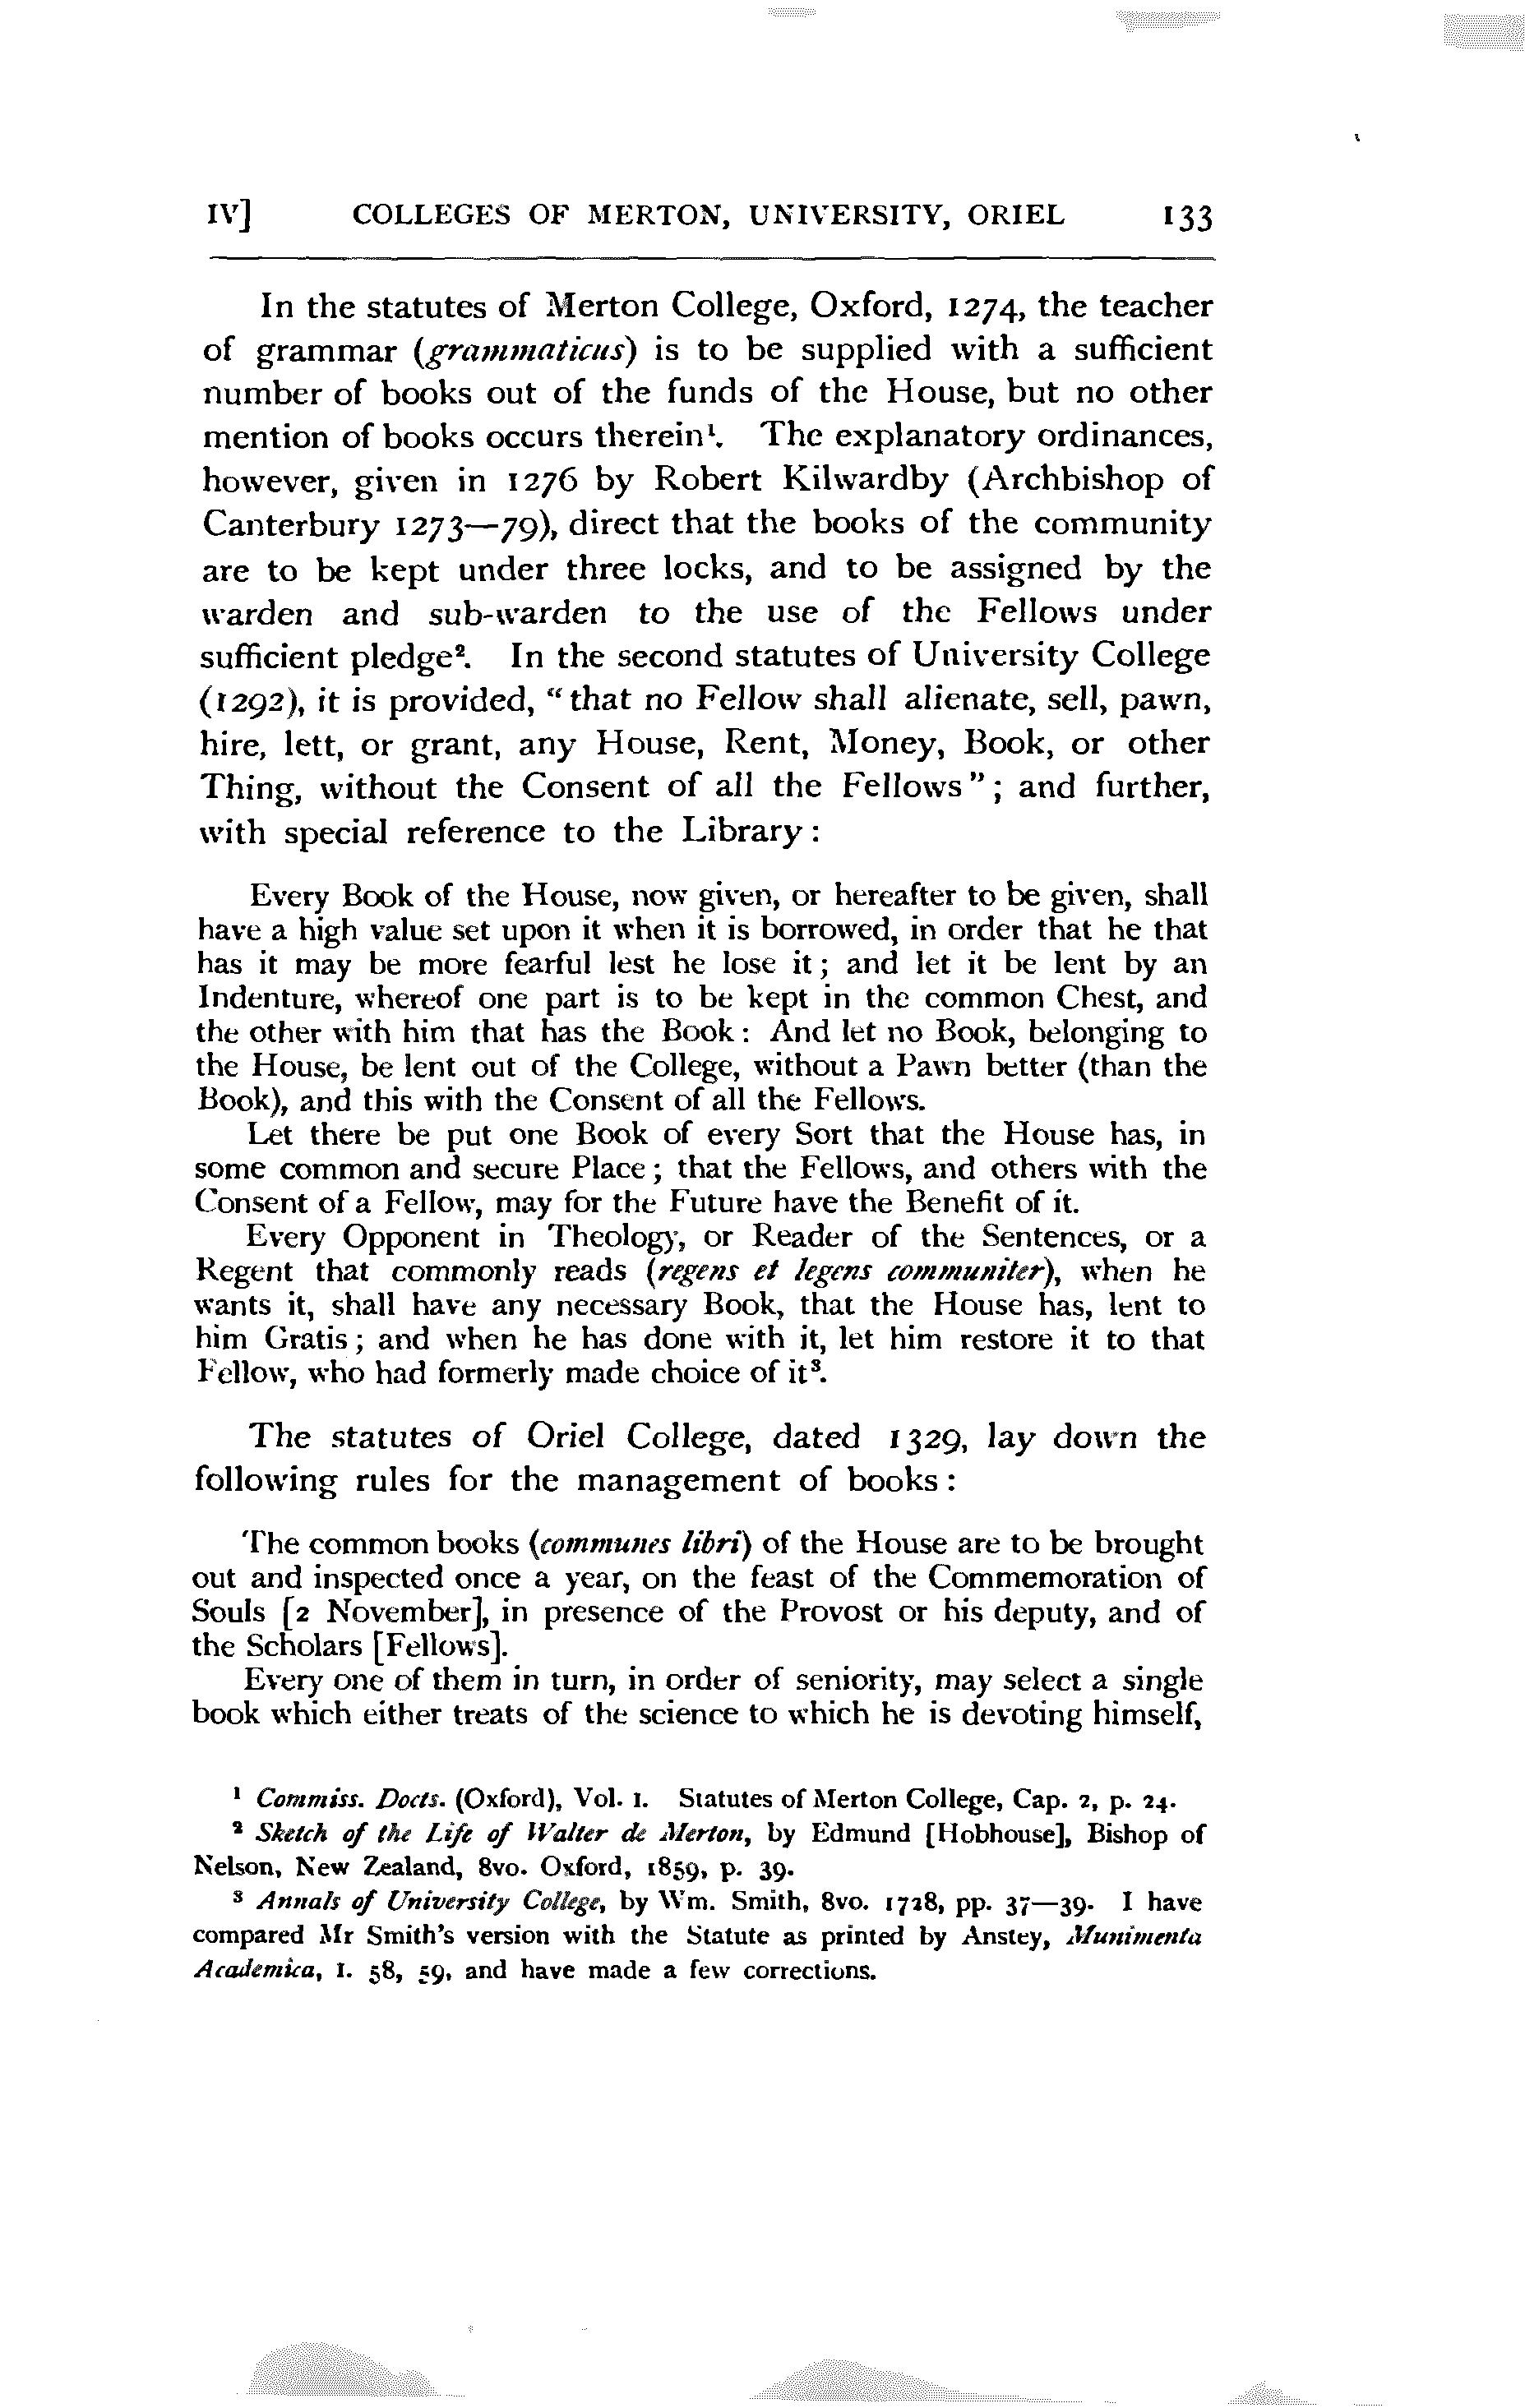 IV] COLLEGES OF MERTON, UNIVERSITY, ORIEL 133
In the statutes of Merton College, Oxford, 1274, the teacher
of grammar (grammaticus) is to be supplied with a sufficient
number of books out of the funds of the House, but no other
mention of books occurs therein¹. The explanatory ordinances,
however, given in 1276 by Robert Kilwardby (Archbishop of
Canterbury 1273—79), direct that the books of the community
are to be kept under three locks, and to be assigned by the
warden and sub-warden to the use of the Fellows under
sufficient pledge². In the second statutes of University College
(1292), it is provided, "that no Fellow shall alienate, sell, pawn,
hire, lett, or grant, any House, Rent, Money, Book, or other
Thing, without the Consent of all the Fellows"; and further,
with special reference to the Library:
Every Book of the House, now given, or hereafter to be given, shall
have a high value set upon it when it is borrowed, in order that he that
has it may be more fearful lest he lose it; and let it be lent by an
Indenture, whereof one part is to be kept in the common Chest, and
the other with him that has the Book: And let no Book, belonging to
the House, be lent out of the College, without a Pawn better (than the
Book), and this with the Consent of all the Fellows.
Let there be put one Book of every Sort that the House has, in
some common and secure Place; that the Fellows, and others with the
Consent of a Fellow, may for the Future have the Benefit of it.
Every Opponent in Theology, or Reader of the Sentences, or a
Regent that commonly reads (regens et legens communiter), when he
wants it, shall have any necessary Book, that the House has, lent to
him Gratis; and when he has done with it, let him restore it to that
Fellow, who had formerly made choice of it³.
The statutes of Oriel College, dated 1329, lay down the
following rules for the management of books:
The common books (communes libri) of the House are to be brought
out and inspected once a year, on the feast of the Commemoration of
Souls [2 November], in presence of the Provost or his deputy, and of
the Scholars [Fellows].
Every one of them in turn, in order of seniority, may select a single
book which either treats of the science to which he is devoting himself,
¹ Commiss. Docts. (Oxford), Vol. I. Statutes of Merton College, Cap. 2, p. 24.
² Sketch of the Life of Walter de Merton, by Edmund [Hobhouse], Bishop of
Nelson, New Zealand, 8vo. Oxford, 1859, p. 39.
³ Annals of University College, by Wm. Smith, 8vo. 1728, pp. 37—39. I have
compared Mr Smith's version with the Statute as printed by Anstey, Munimenta
Academica, I. 58, 59, and have made a few corrections.